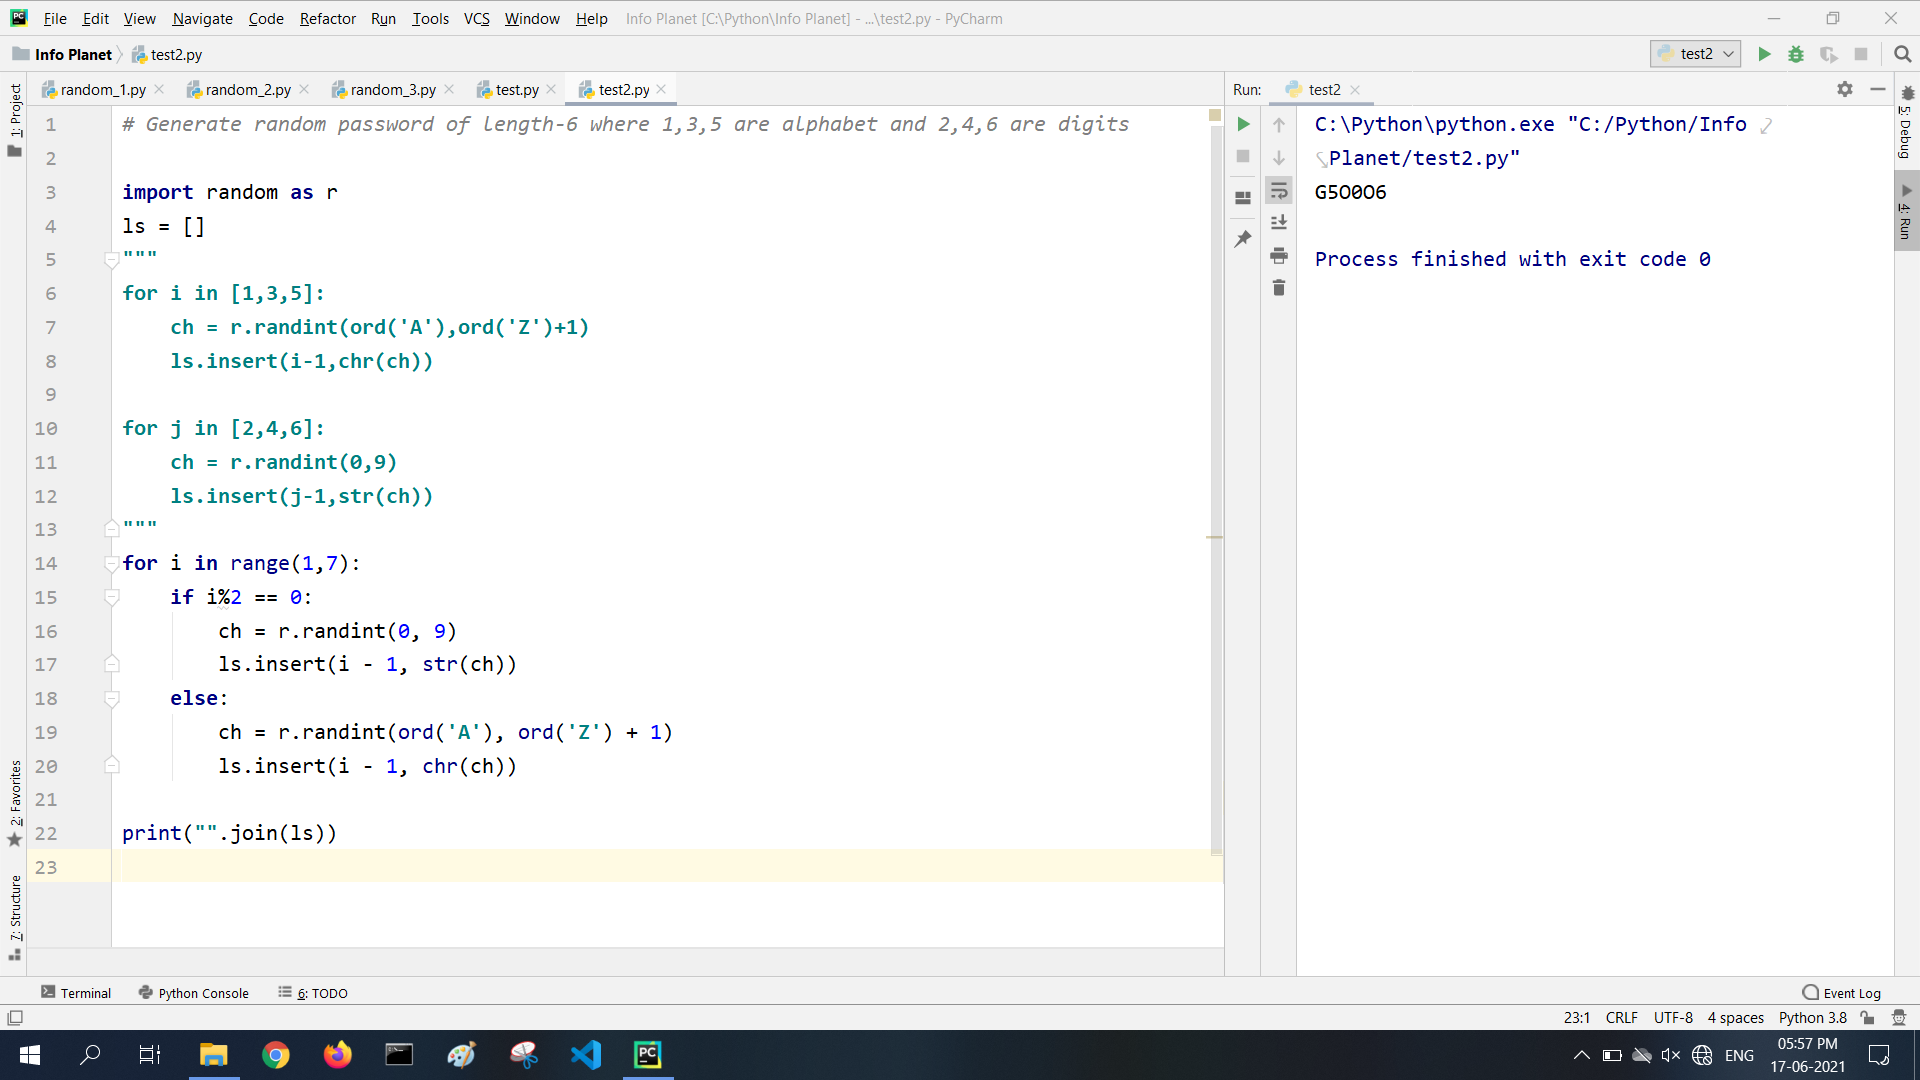 File Edit View Navigate Code Refactor Run Tools VCS Window Help Info Planet [C:\Python\Info Planet] - ...\test2.py - PyCharm
Info Planet test2.py
test2
random_1.py random_2.py random_3.py test.py test2.py
Run: test2
1: Project
2: Favorites
7: Structure
5: Debug
4: Run
1 # Generate random password of length-6 where 1,3,5 are alphabet and 2,4,6 are digits
2
3 import random as r
4 ls = []
5 """
6 for i in [1,3,5]:
7     ch = r.randint(ord('A'),ord('Z')+1)
8     ls.insert(i-1,chr(ch))
9
10 for j in [2,4,6]:
11     ch = r.randint(0,9)
12     ls.insert(j-1,str(ch))
13 """
14 for i in range(1,7):
15     if i%2 == 0:
16         ch = r.randint(0, 9)
17         ls.insert(i - 1, str(ch))
18     else:
19         ch = r.randint(ord('A'), ord('Z') + 1)
20         ls.insert(i - 1, chr(ch))
21
22 print("".join(ls))
23
C:\Python\python.exe "C:/Python/Info
Planet/test2.py"
G5O0O6
Process finished with exit code 0
Terminal Python Console 6: TODO Event Log
23:1 CRLF UTF-8 4 spaces Python 3.8
PC
ENG
05:57 PM
17-06-2021